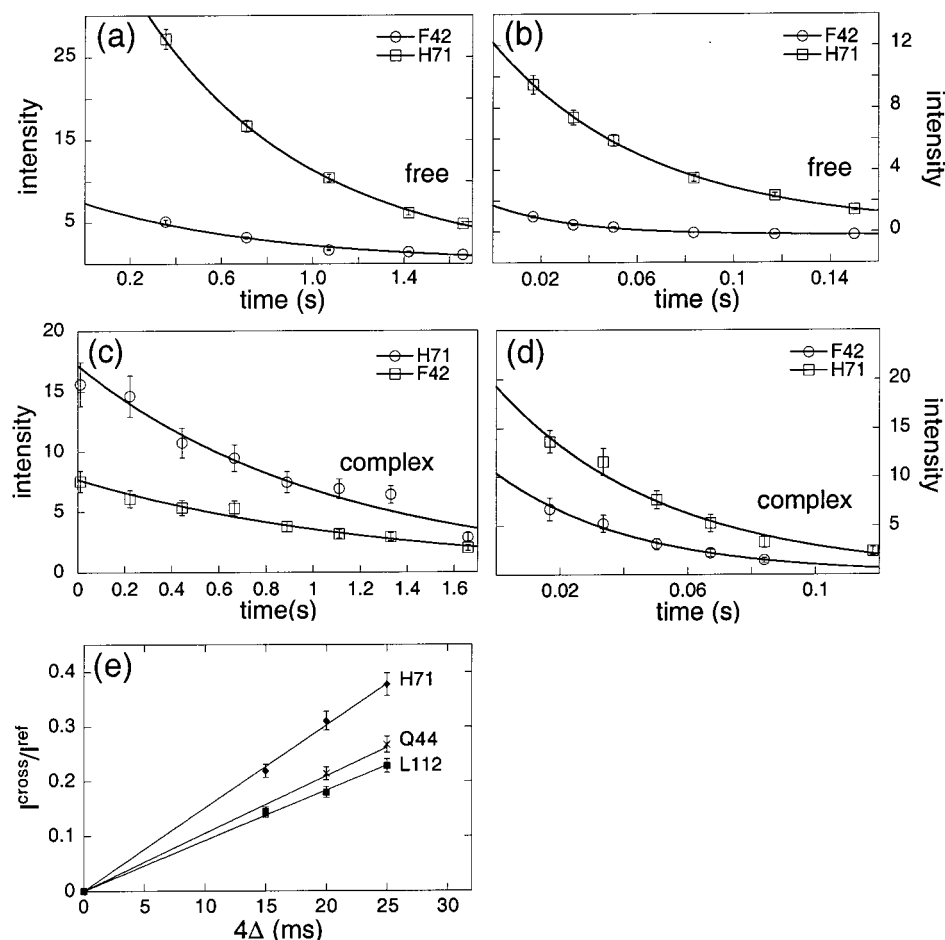 (a)
F42
H71
25
15
5
intensity
free
0.2
0.6
1.0
1.4
time (s)
(b)
F42
H71
12
8
4
0
intensity
free
0.02
0.06
0.10
0.14
time (s)
(c)
H71
F42
20
15
10
5
0
intensity
complex
0
0.2
0.4
0.6
0.8
1
1.2
1.4
1.6
time(s)
(d)
F42
H71
20
15
10
5
intensity
complex
0.02
0.06
0.1
time (s)
(e)
H71
Q44
L112
0.4
0.3
0.2
0.1
0
I^cross/I^ref
0
5
10
15
20
25
30
4Δ (ms)